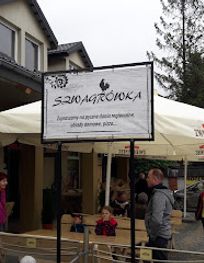 SZWAGRÓWKA
Zapraszamy na pyszne dania regionalne,
obiady domowe, pizza...